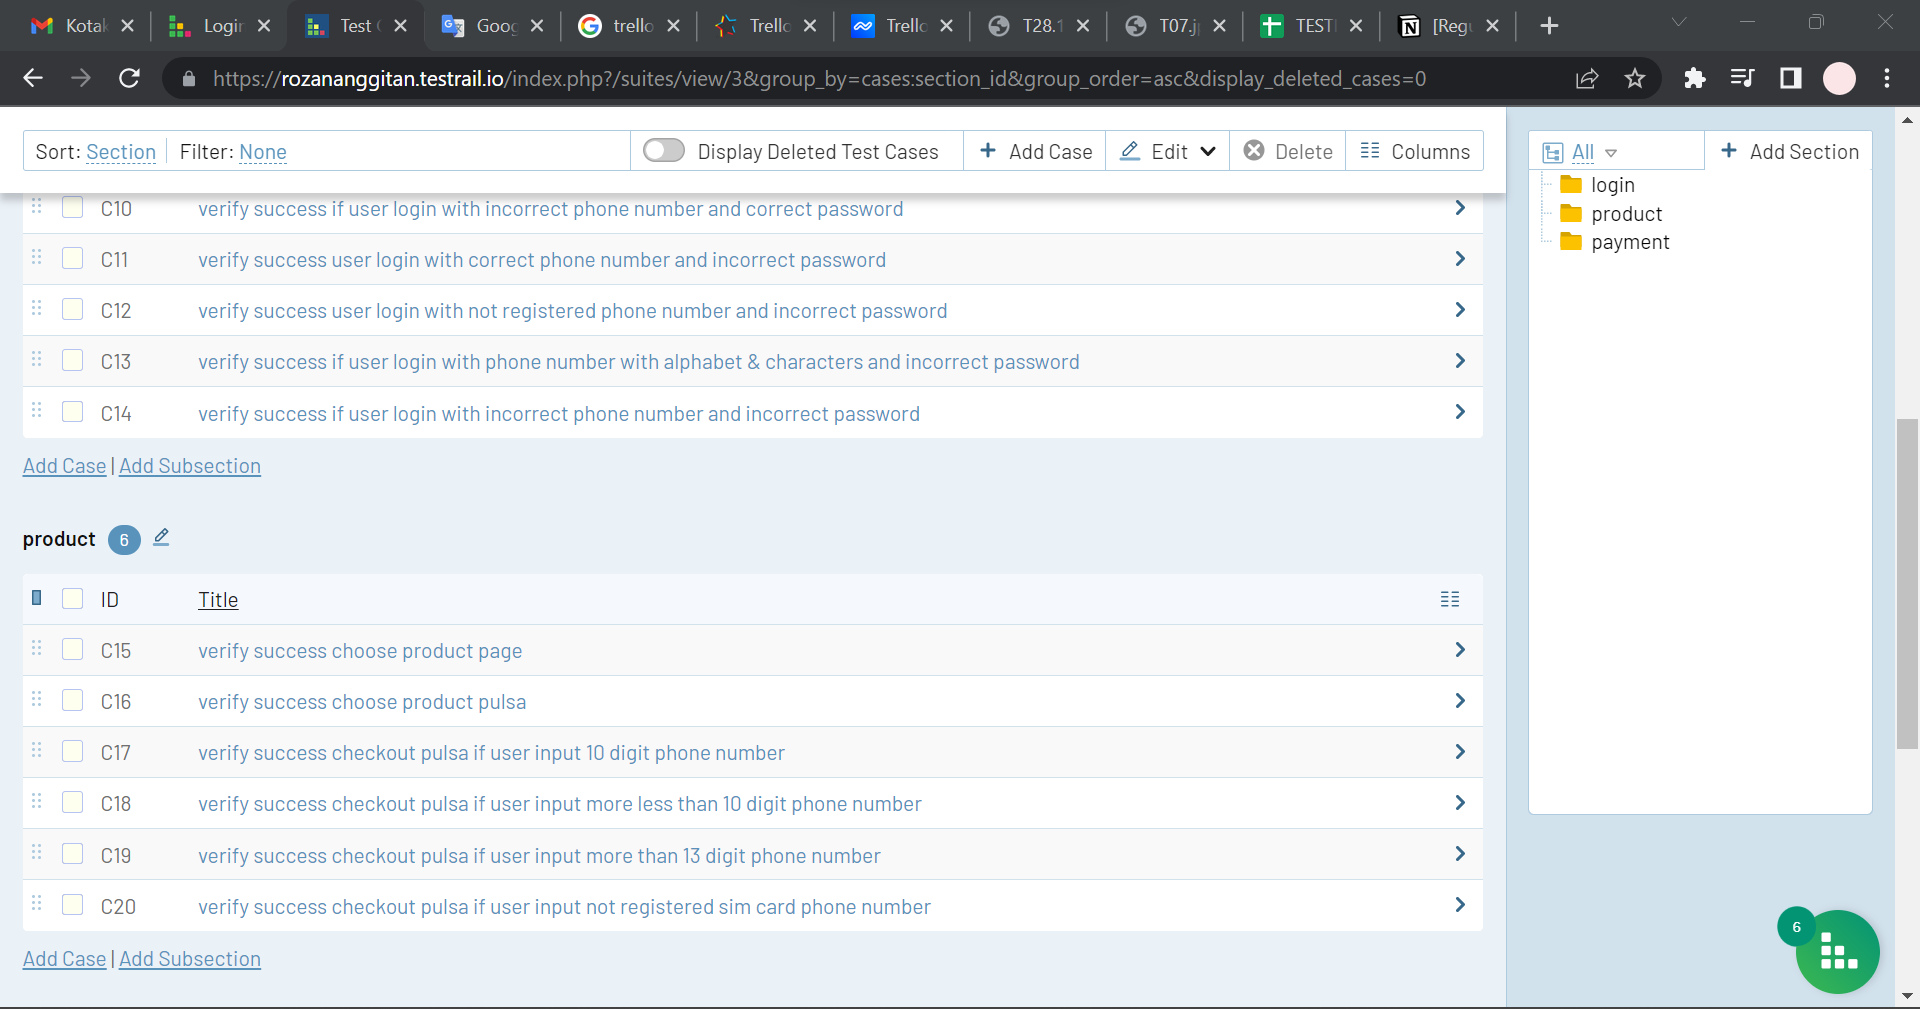 Kotak
Login
Test C
Goog
trello
Trello
Trello
T28.1
T07.j
TESTI
[Regu
https://rozananggitan.testrail.io/index.php?/suites/view/3&group_by=cases:section_id&group_order=asc&display_deleted_cases=0
Sort: Section Filter: None Display Deleted Test Cases + Add Case Edit Delete Columns
All + Add Section
login
product
payment
C10 verify success if user login with incorrect phone number and correct password
C11 verify success user login with correct phone number and incorrect password
C12 verify success user login with not registered phone number and incorrect password
C13 verify success if user login with phone number with alphabet & characters and incorrect password
C14 verify success if user login with incorrect phone number and incorrect password
Add Case | Add Subsection
product 6
ID Title
C15 verify success choose product page
C16 verify success choose product pulsa
C17 verify success checkout pulsa if user input 10 digit phone number
C18 verify success checkout pulsa if user input more less than 10 digit phone number
C19 verify success checkout pulsa if user input more than 13 digit phone number
C20 verify success checkout pulsa if user input not registered sim card phone number
Add Case | Add Subsection
6